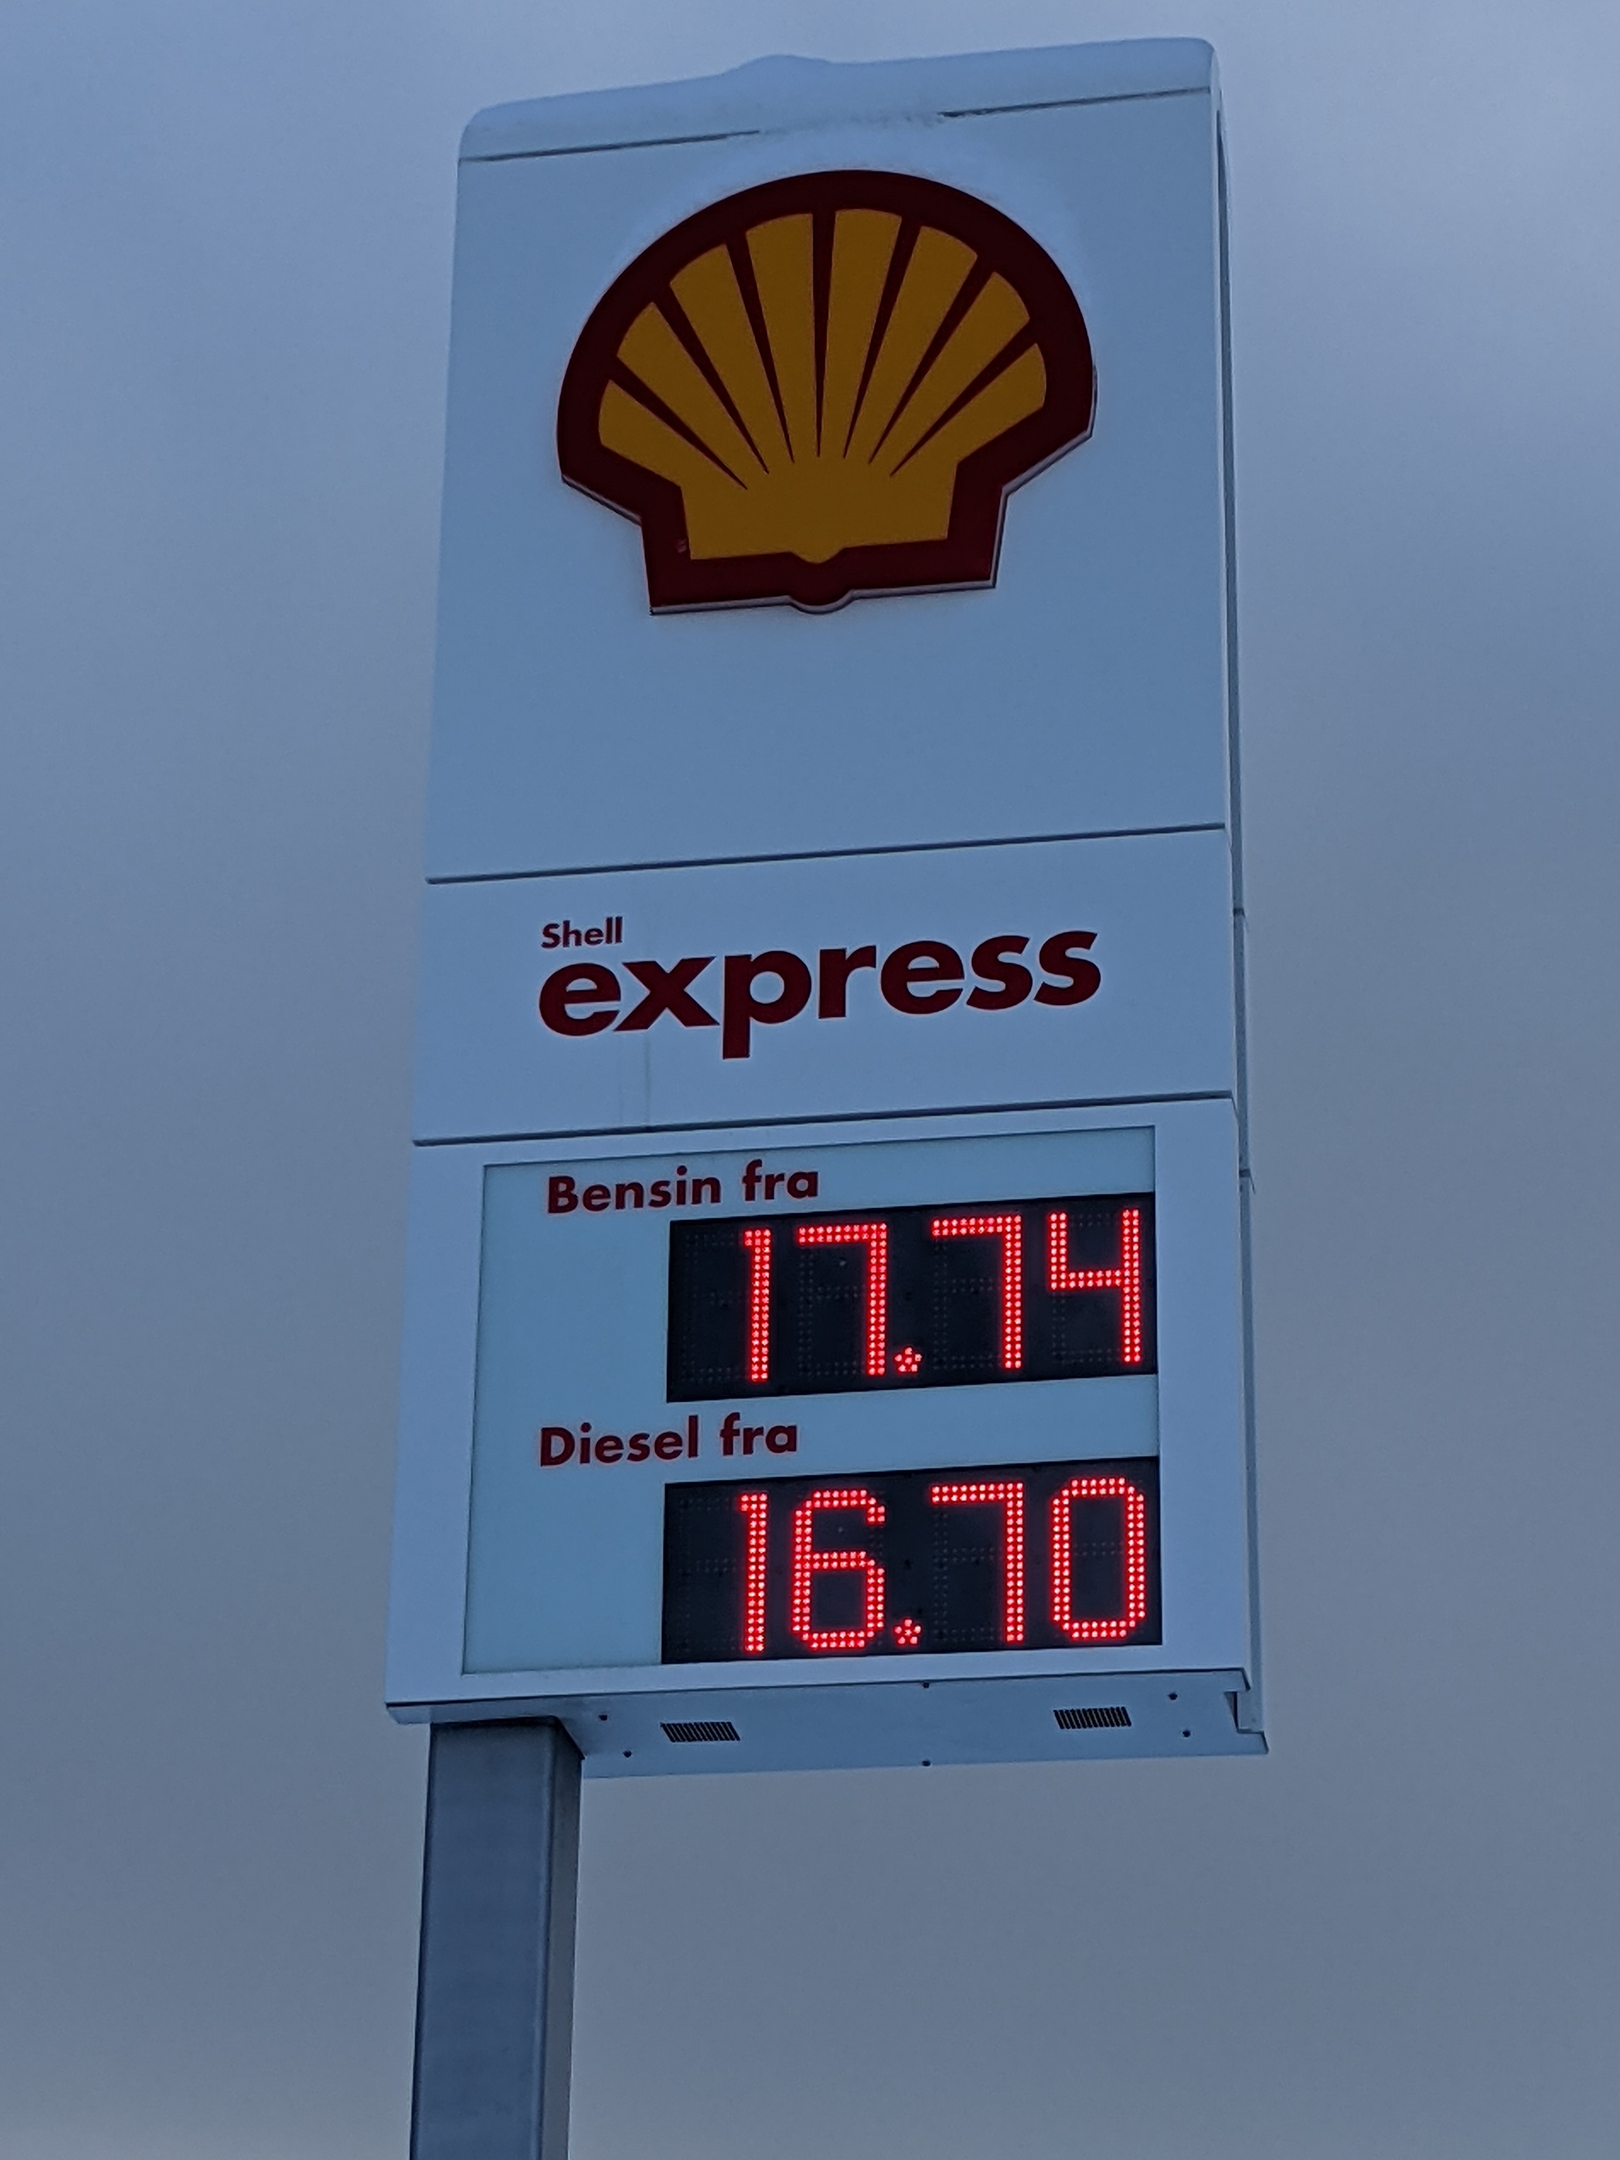 Shell
express
Bensin fra
17.74
Diesel fra
16.70